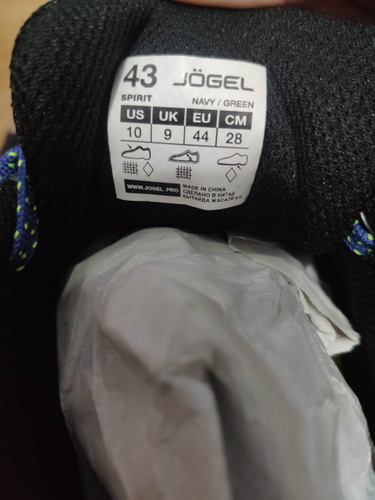 43 JÖGEL
SPIRIT NAVY / GREEN
US UK EU CM
10 9 44 28
WWW.JOGEL.PRO MADE IN CHINA
СДЕЛАНО В КИТАЕ
ҚЫТАЙДА ЖАСАЛҒАН